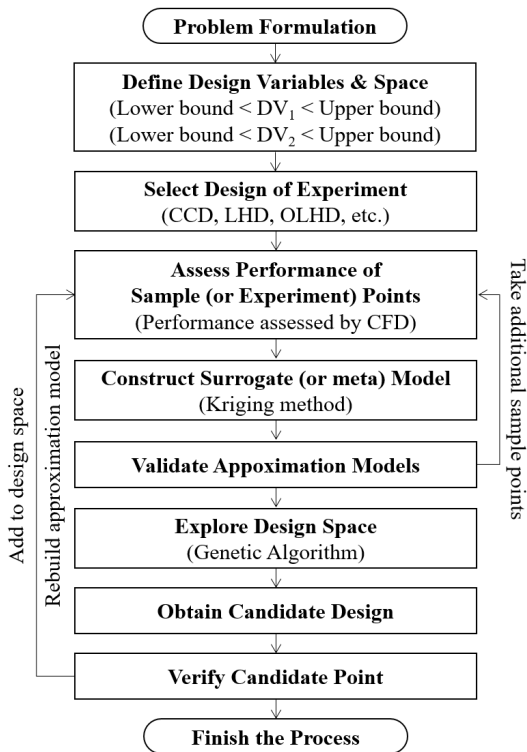 Problem Formulation
Define Design Variables & Space
(Lower bound < DV₁ < Upper bound)
(Lower bound < DV₂ < Upper bound)
Select Design of Experiment
(CCD, LHD, OLHD, etc.)
Assess Performance of
Sample (or Experiment) Points
(Performance assessed by CFD)
Construct Surrogate (or meta) Model
(Kriging method)
Validate Appoximation Models
Explore Design Space
(Genetic Algorithm)
Obtain Candidate Design
Verify Candidate Point
Finish the Process
Add to design space
Rebuild approximation model
Take additional
sample points